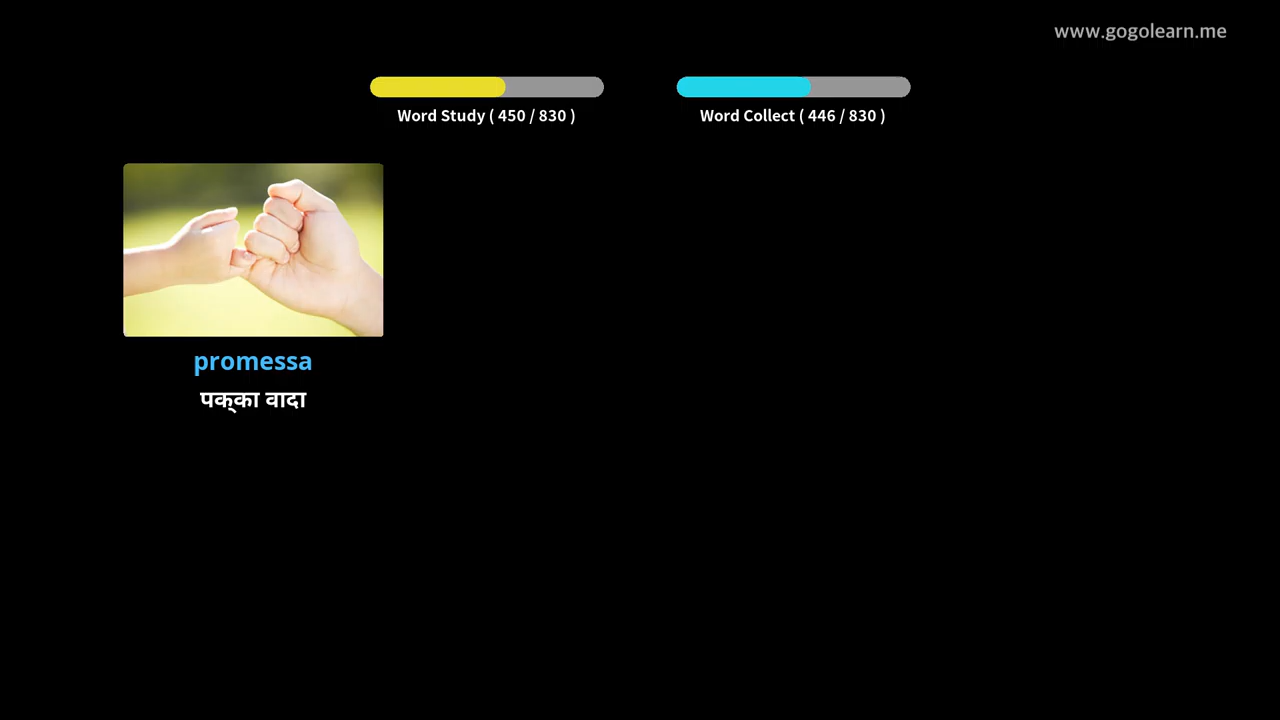 www.gogolearn.me
Word Study ( 450 / 830 )
Word Collect ( 446 / 830 )
promessa
पक्का वादा